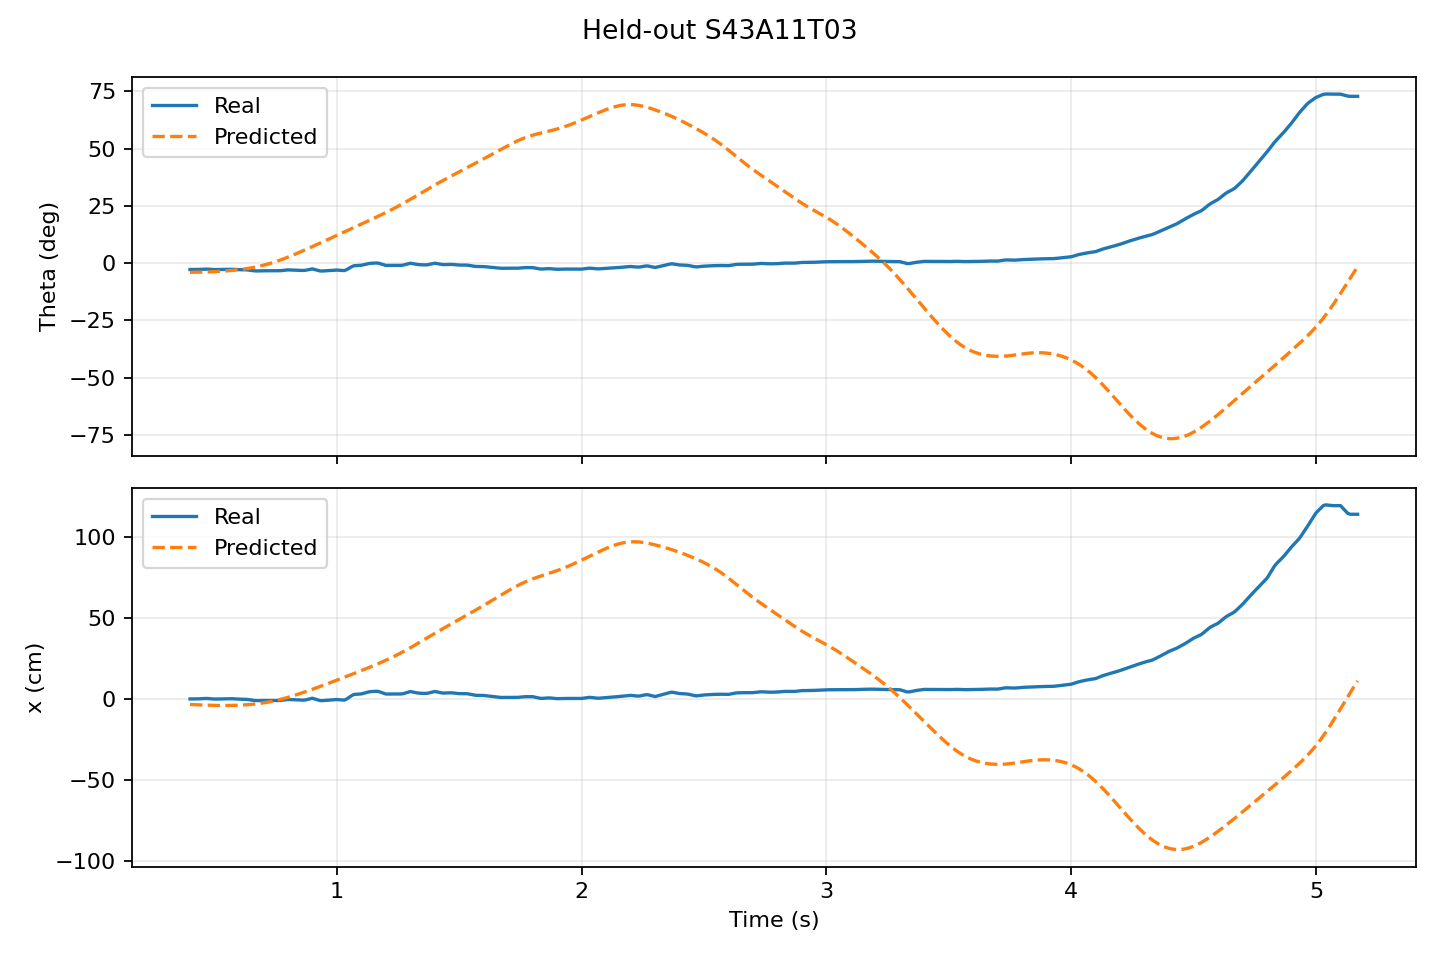 Held-out S43A11T03
Real
Predicted
75
50
25
0
−25
−50
−75
Theta (deg)
Real
Predicted
100
50
0
−50
−100
x (cm)
1 2 3 4 5
Time (s)